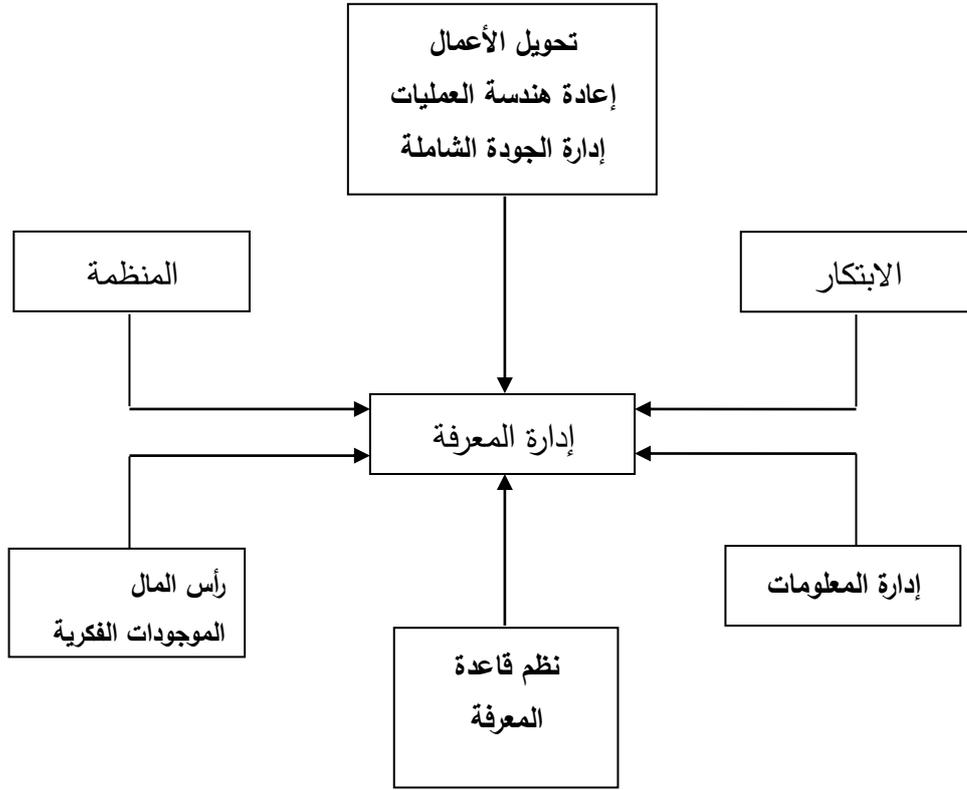 تحويل الأعمال
إعادة هندسة العمليات
إدارة الجودة الشاملة
الابتكار
المنظمة
إدارة المعرفة
إدارة المعلومات
رأس المال
الموجودات الفكرية
نظم قاعدة
المعرفة